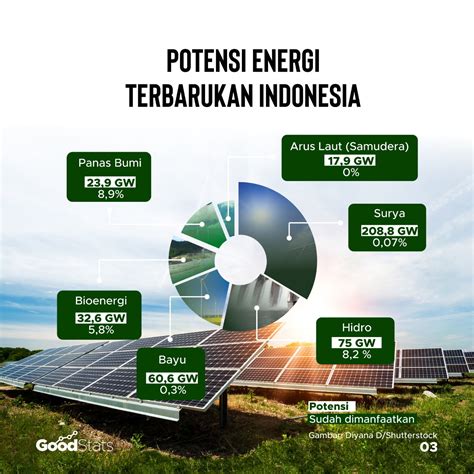 POTENSI ENERGI
TERBARUKAN INDONESIA
Arus Laut (Samudera)
17,9 GW
0%
Panas Bumi
23,9 GW
8,9%
Surya
208,8 GW
0,07%
Bioenergi
32,6 GW
5,8%
Hidro
75 GW
8,2 %
Bayu
60,6 GW
0,3%
Potensi
Sudah dimanfaatkan
Gambar: Diyana D/Shutterstock
GoodStats
03